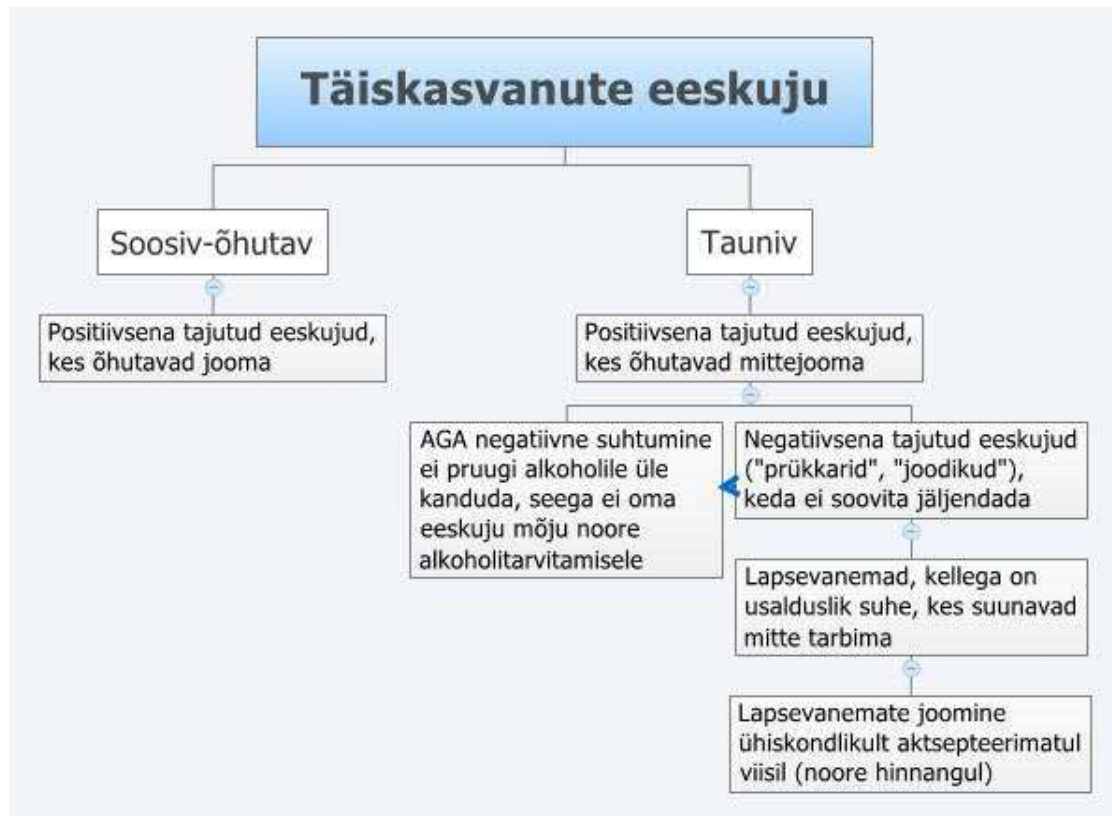 Täiskasvanute eeskuju
Soosiv-õhutav
Tauniv
Positiivsena tajutud eeskujud,
kes õhutavad jooma
Positiivsena tajutud eeskujud,
kes õhutavad mittejooma
AGA negatiivne suhtumine
ei pruugi alkoholile üle
kanduda, seega ei oma
eeskuju mõju noore
alkoholitarvitamisele
Negatiivsena tajutud eeskujud
("prükkarid", "joodikud"),
keda ei soovita jäljendada
Lapsevanemad, kellega on
usalduslik suhe, kes suunavad
mitte tarbima
Lapsevanemate joomine
ühiskondlikult aktsepteerimatul
viisil (noore hinnangul)